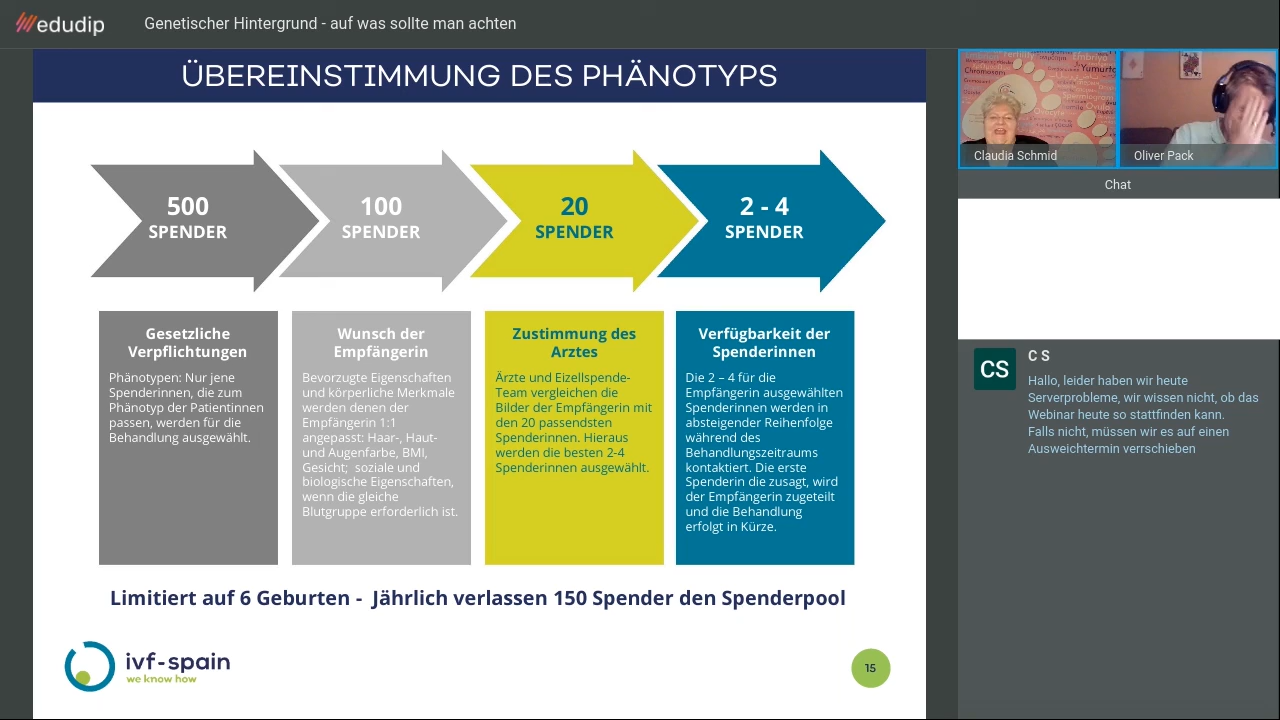 edudip
Genetischer Hintergrund - auf was sollte man achten
ÜBEREINSTIMMUNG DES PHÄNOTYPS
500
SPENDER
100
SPENDER
20
SPENDER
2 - 4
SPENDER
Gesetzliche
Verpflichtungen
Phänotypen: Nur jene
Spenderinnen, die zum
Phänotyp der Patientinnen
passen, werden für die
Behandlung ausgewählt.
Wunsch der
Empfängerin
Bevorzugte Eigenschaften
und körperliche Merkmale
werden denen der
Empfängerin 1:1
angepasst: Haar-, Haut-
und Augenfarbe, BMI,
Gesicht; soziale und
biologische Eigenschaften,
wenn die gleiche
Blutgruppe erforderlich ist.
Zustimmung des
Arztes
Ärzte und Eizellspende-
Team vergleichen die
Bilder der Empfängerin mit
den 20 passendsten
Spenderinnen. Hieraus
werden die besten 2-4
Spenderinnen ausgewählt.
Verfügbarkeit der
Spenderinnen
Die 2 – 4 für die
Empfängerin ausgewählten
Spenderinnen werden in
absteigender Reihenfolge
während des
Behandlungszeitraums
kontaktiert. Die erste
Spenderin die zusagt, wird
der Empfängerin zugeteilt
und die Behandlung
erfolgt in Kürze.
Limitiert auf 6 Geburten - Jährlich verlassen 150 Spender den Spenderpool
ivf-spain
we know how
15
Chromosom
Embriyo
Yumurta
Claudia Schmid
Oliver Pack
Chat
CS
C S
Hallo, leider haben wir heute
Serverprobleme, wir wissen nicht, ob das
Webinar heute so stattfinden kann.
Falls nicht, müssen wir es auf einen
Ausweichtermin verrschieben